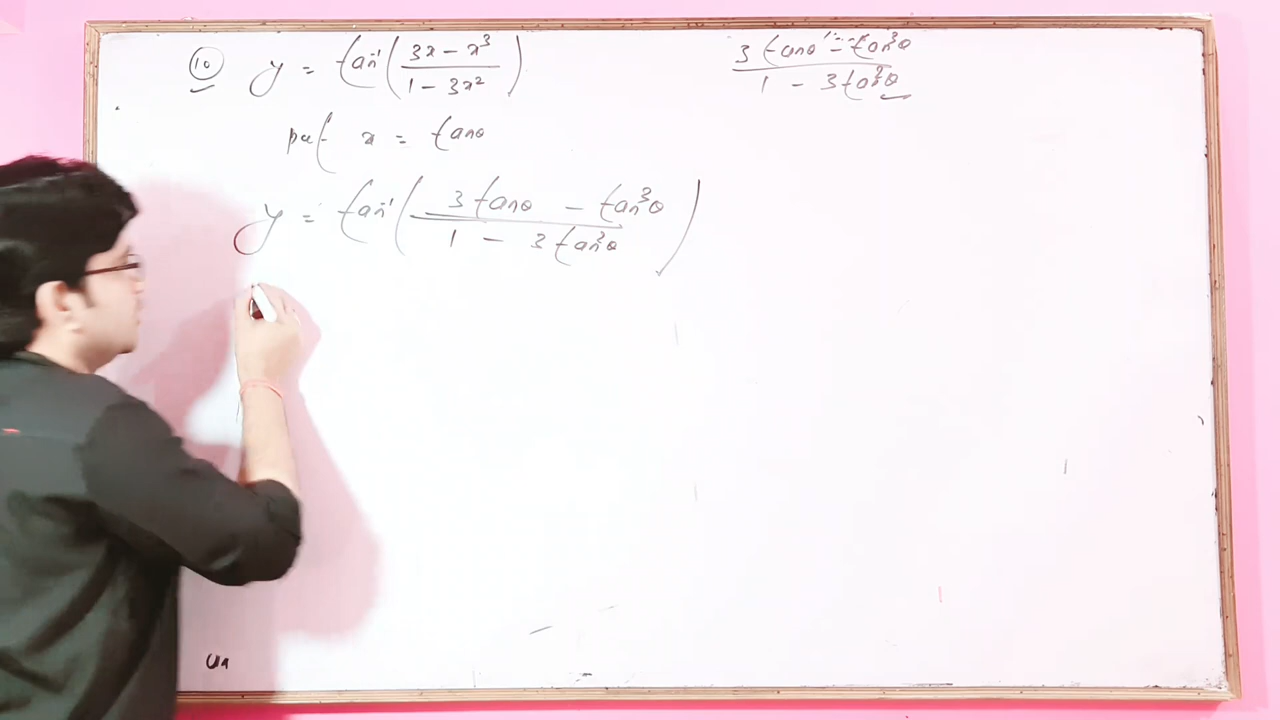 10 y = tan⁻¹((3x - x³)/(1 - 3x²))
(3 tanθ - tan³θ)/(1 - 3 tan²θ)
put x = tanθ
y = tan⁻¹((3 tanθ - tan³θ)/(1 - 3 tan²θ))